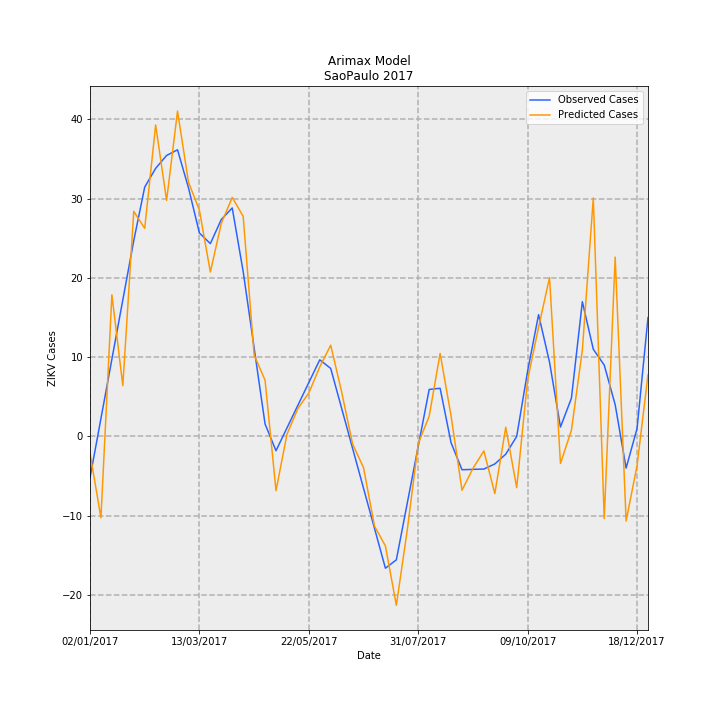 Arimax Model
SaoPaulo 2017
Observed Cases
Predicted Cases
40
30
20
10
0
−10
−20
ZIKV Cases
02/01/2017 13/03/2017 22/05/2017 31/07/2017 09/10/2017 18/12/2017
Date